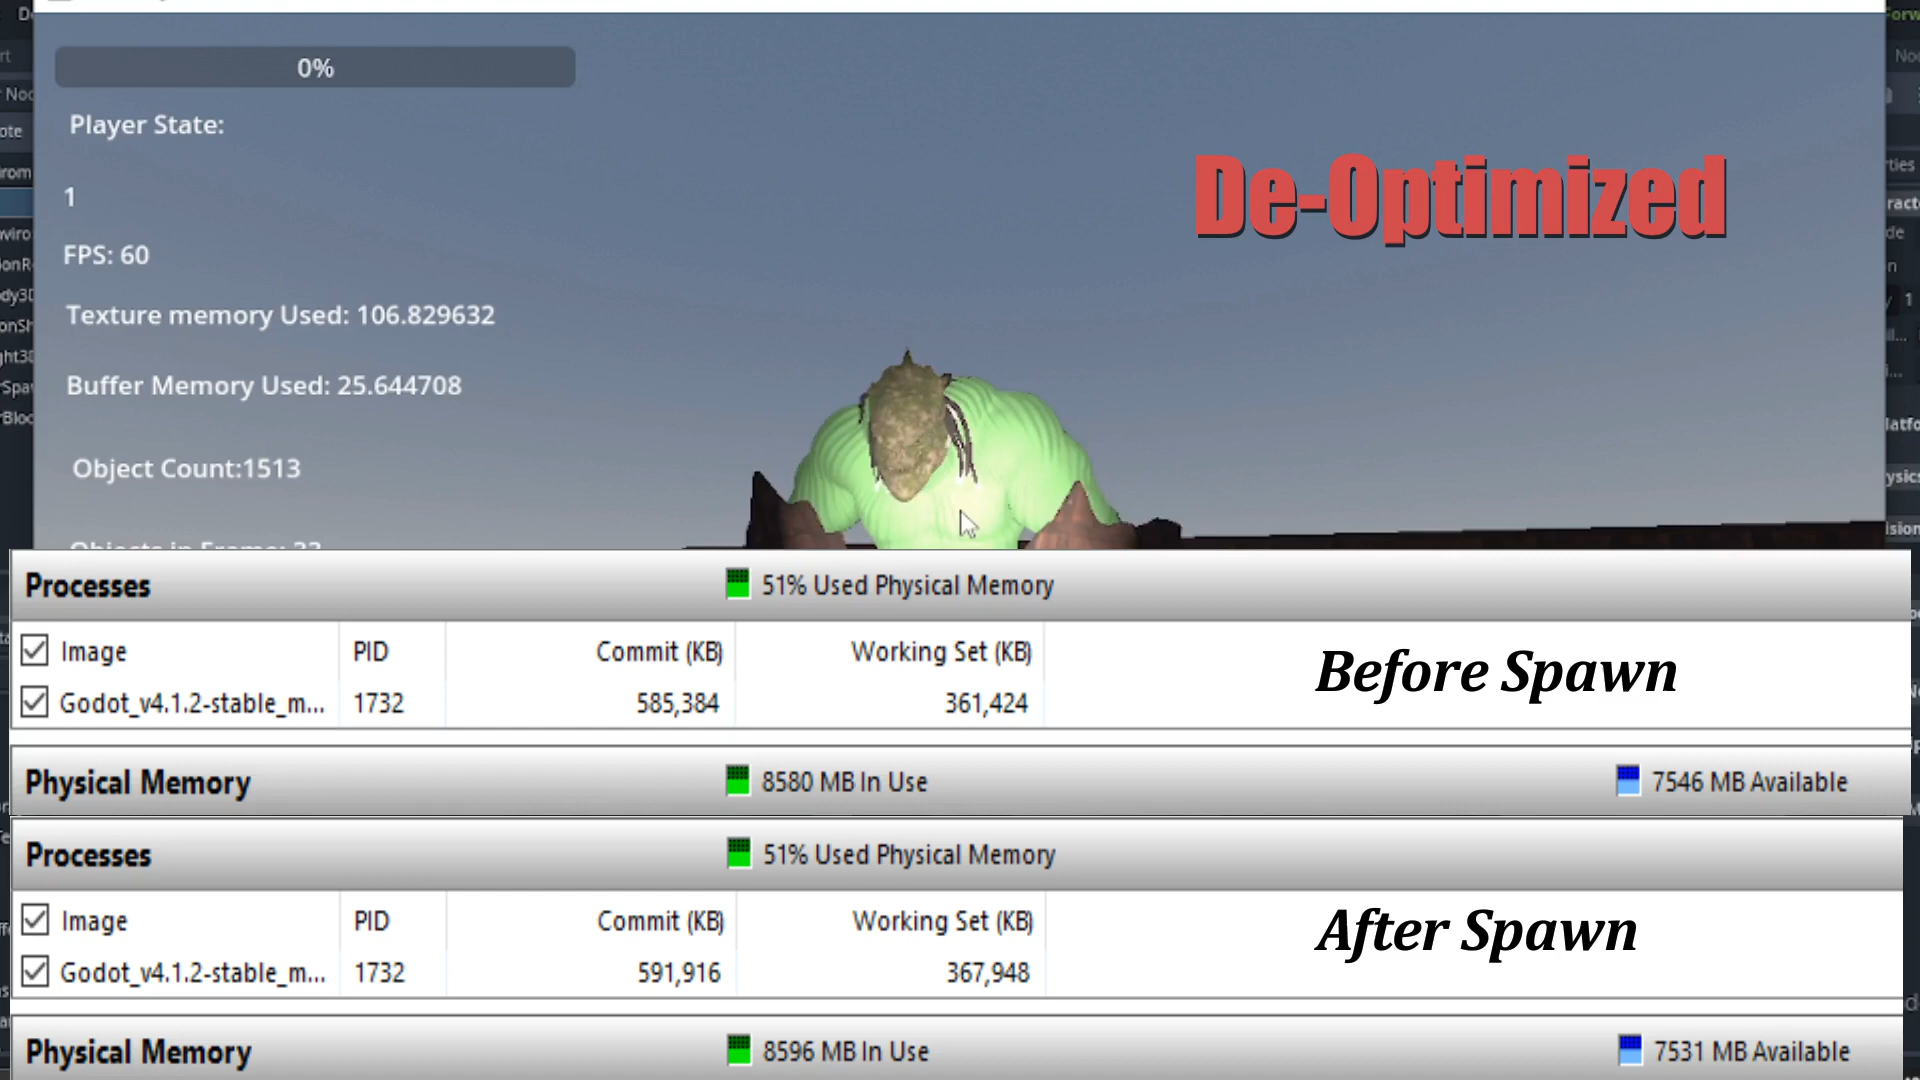 0%
Player State:
1
FPS: 60
Texture memory Used: 106.829632
Buffer Memory Used: 25.644708
Object Count:1513
Objects in Frame: 33
De-Optimized
Processes
51% Used Physical Memory
Image PID Commit (KB) Working Set (KB)
Godot_v4.1.2-stable_m... 1732 585,384 361,424
Before Spawn
Physical Memory
8580 MB In Use
7546 MB Available
Processes
51% Used Physical Memory
Image PID Commit (KB) Working Set (KB)
Godot_v4.1.2-stable_m... 1732 591,916 367,948
After Spawn
Physical Memory
8596 MB In Use
7531 MB Available